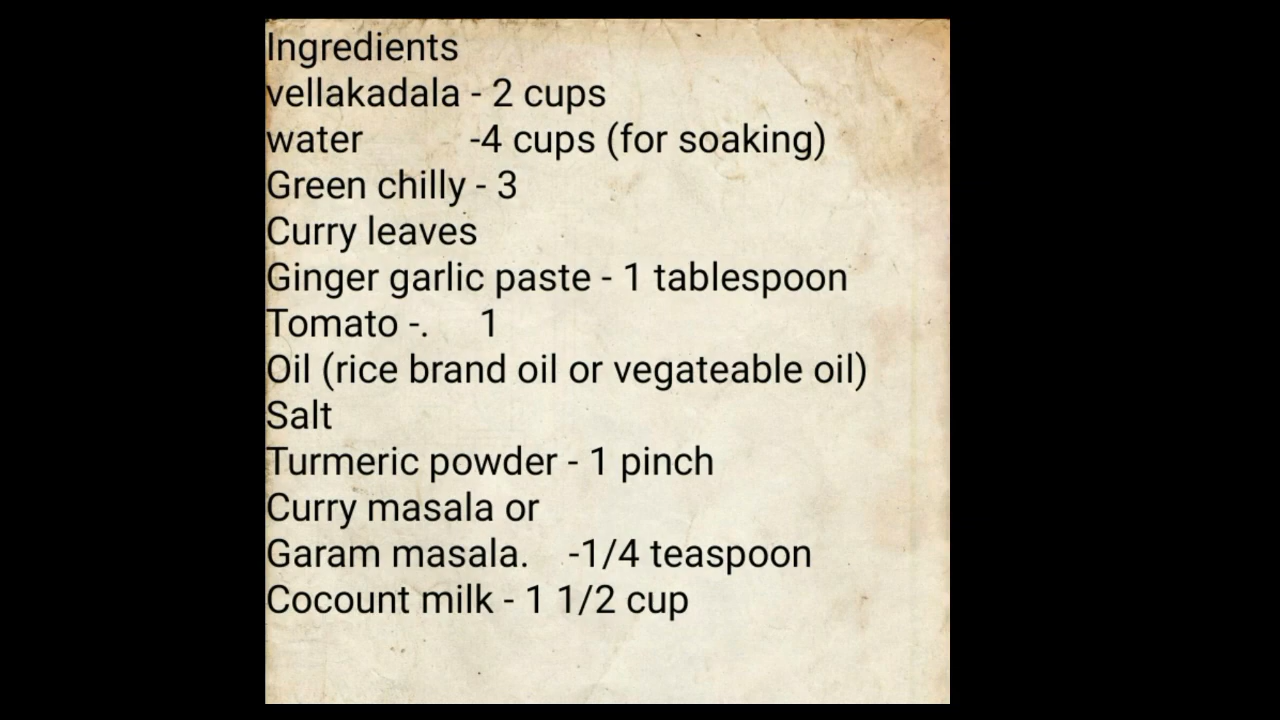 Ingredients
vellakadala - 2 cups
water -4 cups (for soaking)
Green chilly - 3
Curry leaves
Ginger garlic paste - 1 tablespoon
Tomato -. 1
Oil (rice brand oil or vegateable oil)
Salt
Turmeric powder - 1 pinch
Curry masala or
Garam masala. -1/4 teaspoon
Cocount milk - 1 1/2 cup